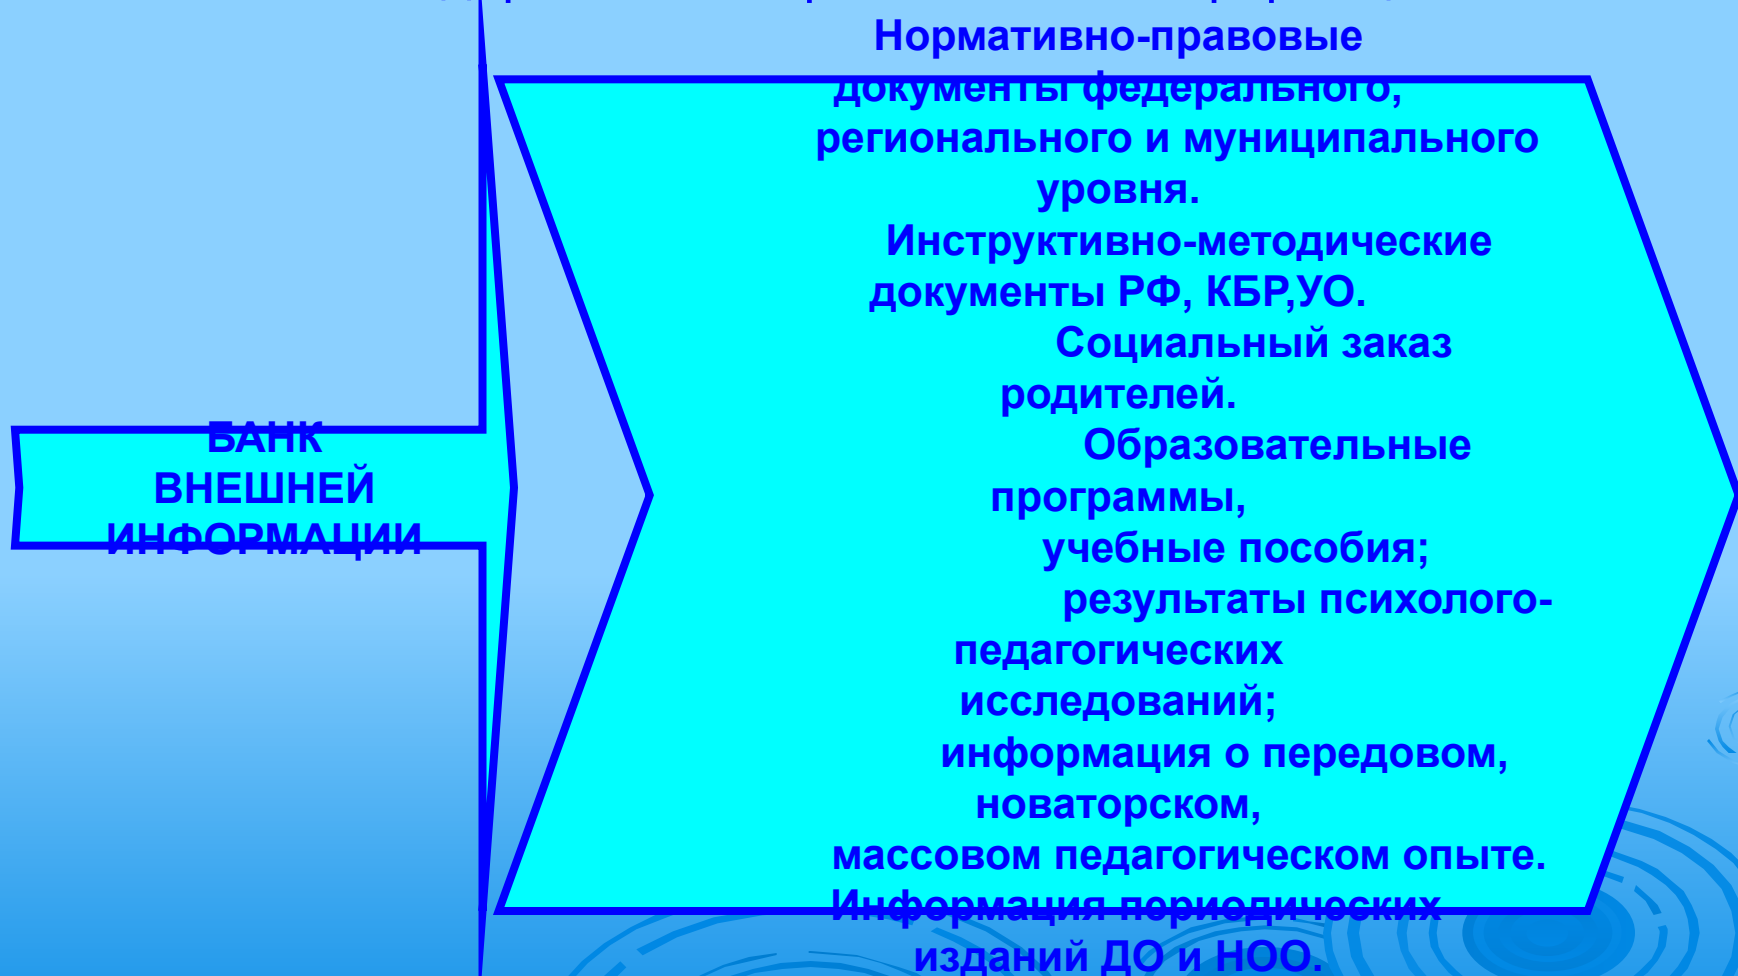 БАНК
ВНЕШНЕЙ
ИНФОРМАЦИИ
Нормативно-правовые
документы федерального,
регионального и муниципального
уровня.
Инструктивно-методические
документы РФ, КБР,УО.
Социальный заказ
родителей.
Образовательные
программы,
учебные пособия;
результаты психолого-
педагогических
исследований;
информация о передовом,
новаторском,
массовом педагогическом опыте.
Информация периодических
изданий ДО и НОО.